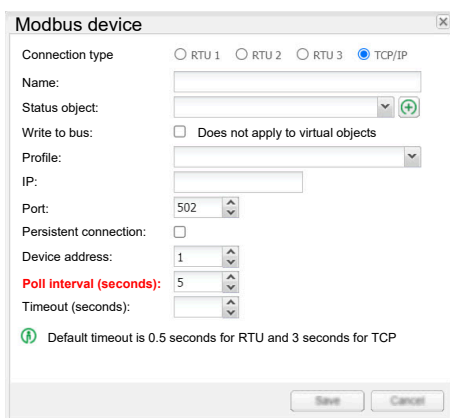 Modbus device
Connection type RTU 1 RTU 2 RTU 3 TCP/IP
Name:
Status object:
Write to bus: Does not apply to virtual objects
Profile:
IP:
Port: 502
Persistent connection:
Device address: 1
Poll interval (seconds): 5
Timeout (seconds):
Default timeout is 0.5 seconds for RTU and 3 seconds for TCP
Save Cancel